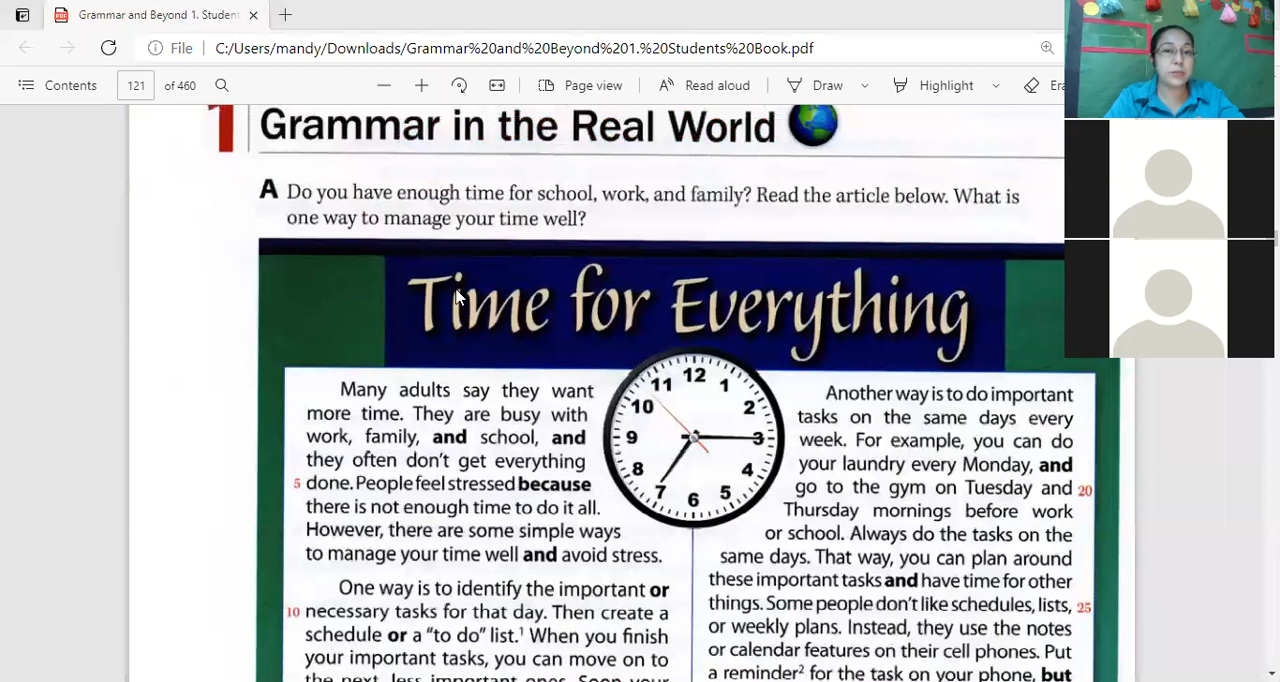 Grammar and Beyond 1. Studen
File
C:/Users/mandy/Downloads/Grammar%20and%20Beyond%201.%20Students%20Book.pdf
Contents
121
of 460
Page view
Read aloud
Draw
Highlight
Era
1
Grammar in the Real World
A Do you have enough time for school, work, and family? Read the article below. What is
one way to manage your time well?
Time for Everything
Many adults say they want
more time. They are busy with
work, family, and school, and
they often don't get everything
5 done. People feel stressed because
there is not enough time to do it all.
However, there are some simple ways
to manage your time well and avoid stress.
One way is to identify the important or
10 necessary tasks for that day. Then create a
schedule or a “to do” list.¹ When you finish
your important tasks, you can move on to
the next, less important ones. Soon your
12
1
2
3
4
5
6
7
8
9
10
11
Another way is to do important
tasks on the same days every
week. For example, you can do
your laundry every Monday, and
go to the gym on Tuesday and 20
Thursday mornings before work
or school. Always do the tasks on the
same days. That way, you can plan around
these important tasks and have time for other
things. Some people don't like schedules, lists, 25
or weekly plans. Instead, they use the notes
or calendar features on their cell phones. Put
a reminder² for the task on your phone, but